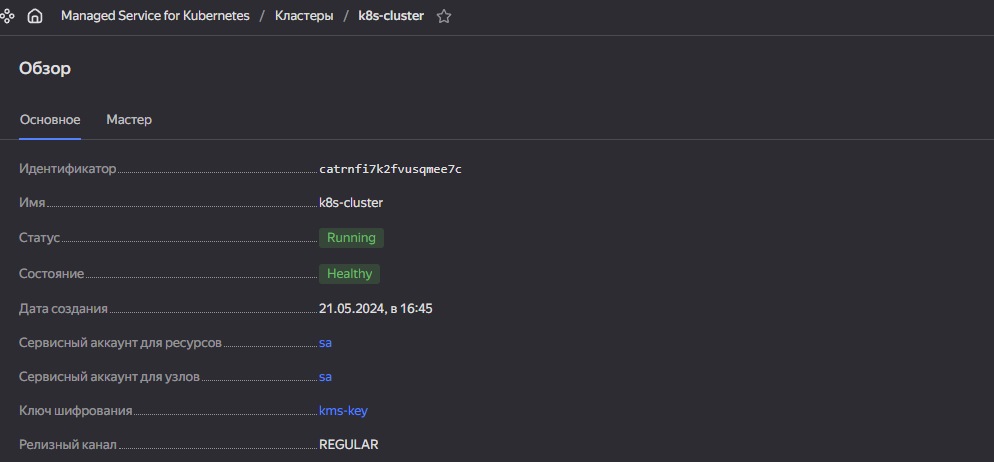 Managed Service for Kubernetes / Кластеры / k8s-cluster
Обзор
Основное Мастер
Идентификатор catrnfi7k2fvusqmee7c
Имя k8s-cluster
Статус Running
Состояние Healthy
Дата создания 21.05.2024, в 16:45
Сервисный аккаунт для ресурсов sa
Сервисный аккаунт для узлов sa
Ключ шифрования kms-key
Релизный канал REGULAR